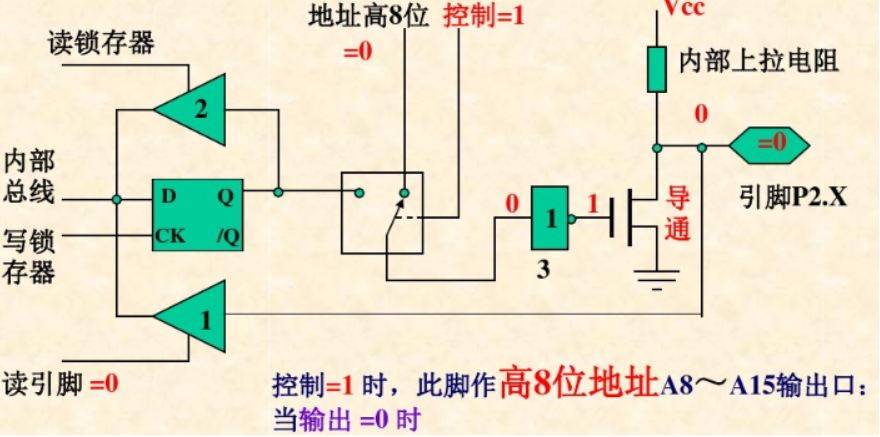 地址高8位 控制=1
=0
Vcc
读锁存器
内部上拉电阻
2
0
=0
内部
总线
D Q
引脚P2.X
0 1 1 导
通
写锁
存器
CK /Q
3
1
读引脚 =0
控制=1 时，此脚作高8位地址A8～A15输出口：
当输出 =0 时